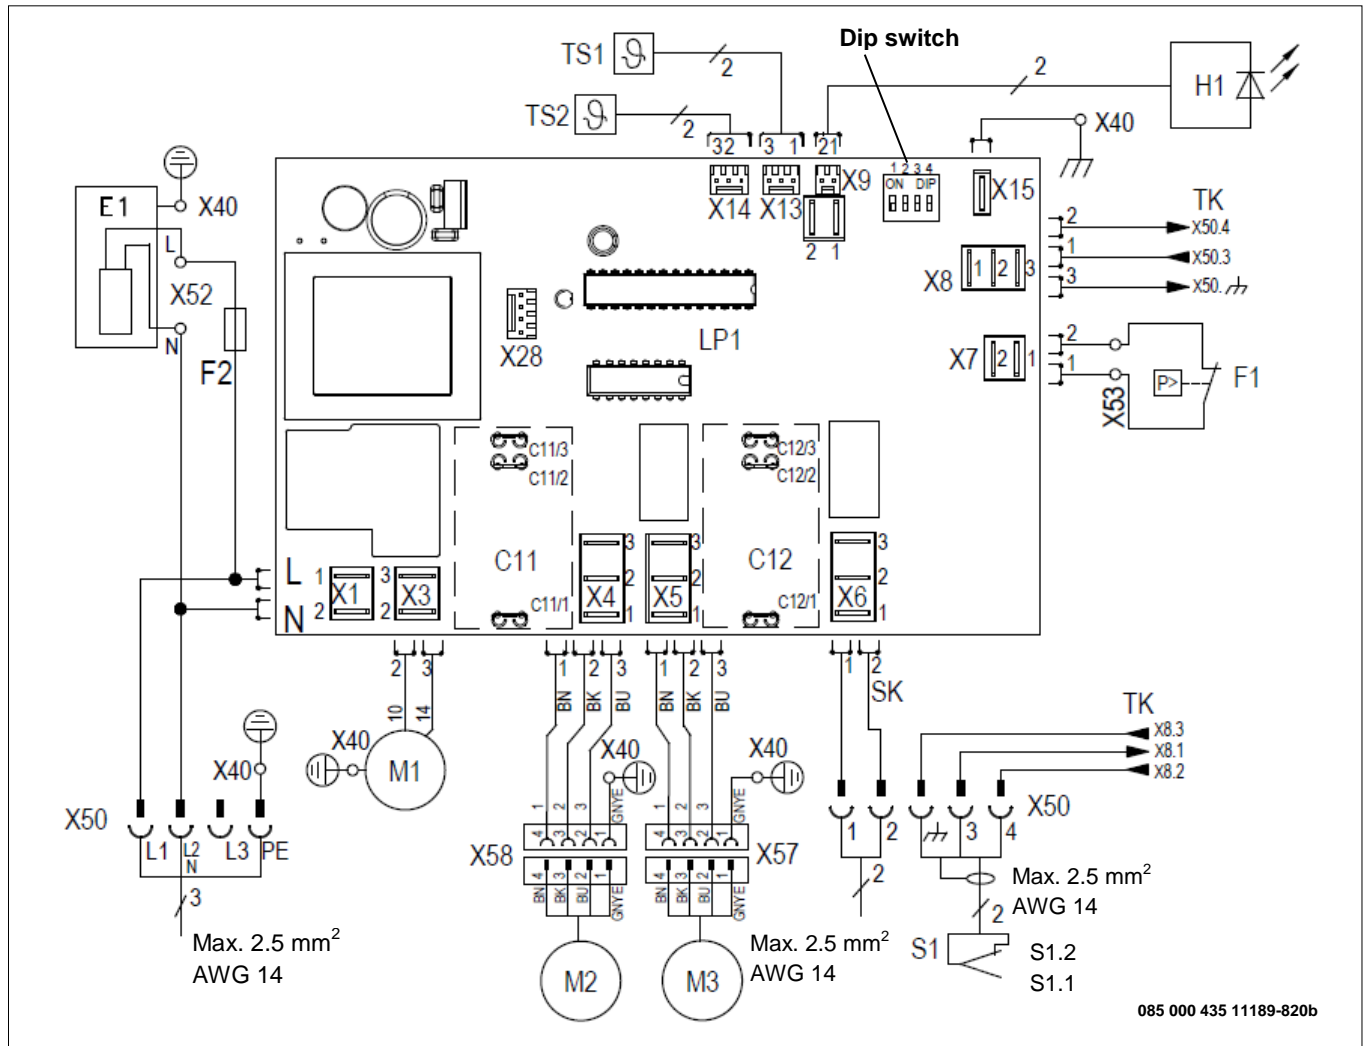 Dip switch
TS1
2
TS2
2
2
H1
X40
32
3 1
21
X14
X13
X9
2 1
1 2 3 4
ON DIP
X15
TK
2
X50.4
1
X50.3
3
X50.
X8
1 2 3
X7
2 1
2
1
X53
P>
F1
E1
X40
L
X52
N
F2
X28
LP1
C11/3
C11/2
C11
C11/1
C12/3
C12/2
C12
C12/1
L
N
1
2
X1
3
2
X3
3
2
1
X4
3
2
1
X5
3
2
1
X6
2 3
10 14
X40
M1
1 2 3
BN BK BU
X40
1 2 3 GNYE
4 3 2 1
X58
4 3 2 1
BN BK BU GNYE
M2
1 2 3
BN BK BU
X40
1 2 3 GNYE
4 3 2 1
X57
4 3 2 1
BN BK BU GNYE
M3
Max. 2.5 mm²
AWG 14
1 2
SK
1 2
2
TK
X8.3
X8.1
X8.2
X50
3 4
Max. 2.5 mm²
AWG 14
2
S1
S1.2
S1.1
X40
X50
L1 L2 N L3 PE
3
Max. 2.5 mm²
AWG 14
085 000 435 11189-820b